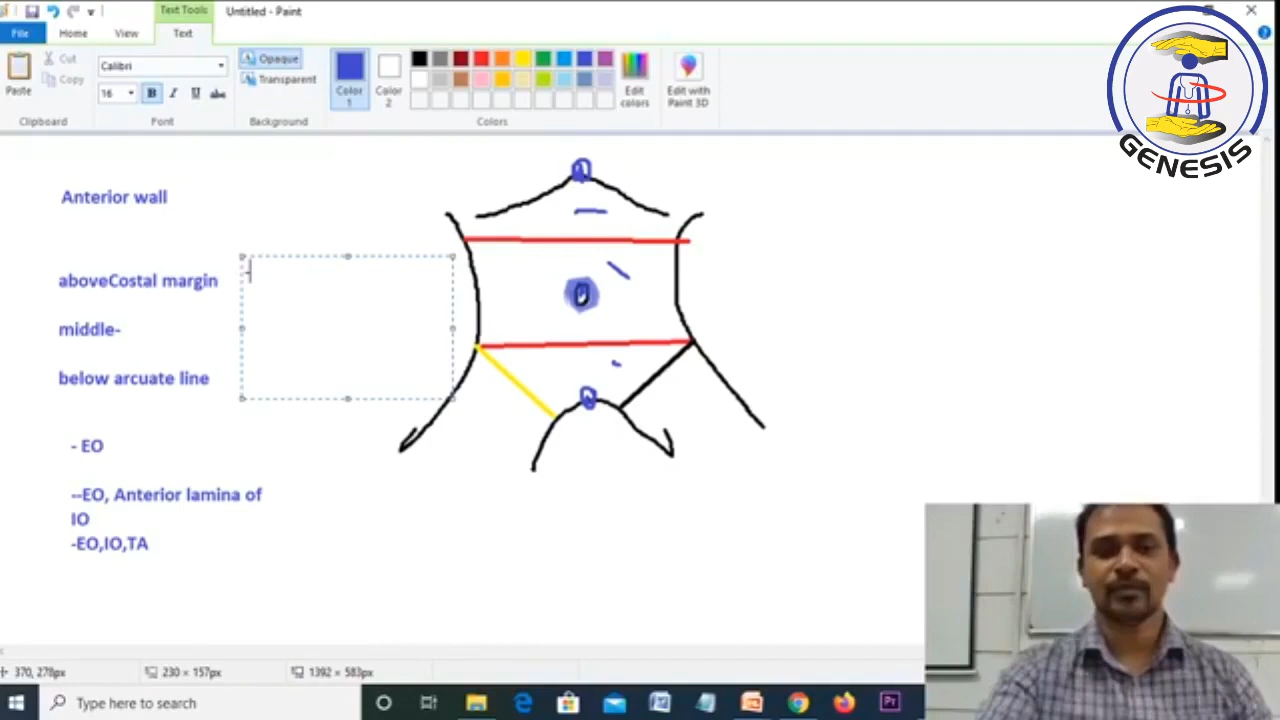 Text Tools
Untitled - Paint
File
Home
View
Text
Paste
Cut
Copy
Clipboard
Calibri
16
B
I
U
abc
Font
Opaque
Transparent
Background
Color 1
Color 2
Edit colors
Colors
Edit with Paint 3D
GENESIS
Anterior wall
aboveCostal margin
middle-
below arcuate line
- EO
--EO, Anterior lamina of
IO
-EO,IO,TA
370, 278px
230 × 157px
1392 × 583px
Type here to search